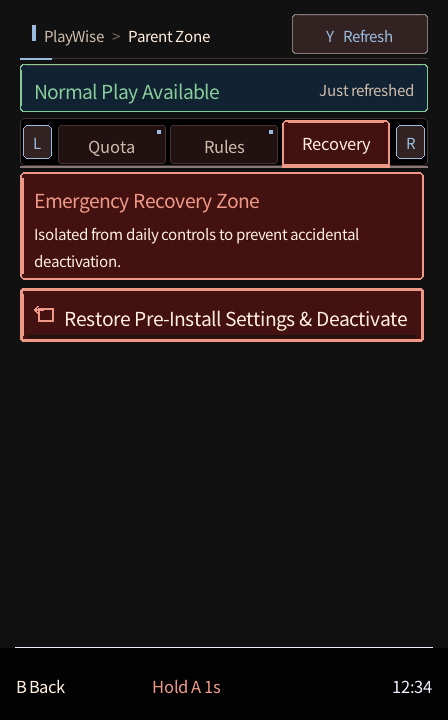 PlayWise > Parent Zone
Y Refresh
Normal Play Available
Just refreshed
L
Quota
Rules
Recovery
R
Emergency Recovery Zone
Isolated from daily controls to prevent accidental
deactivation.
Restore Pre-Install Settings & Deactivate
B Back
Hold A 1s
12:34